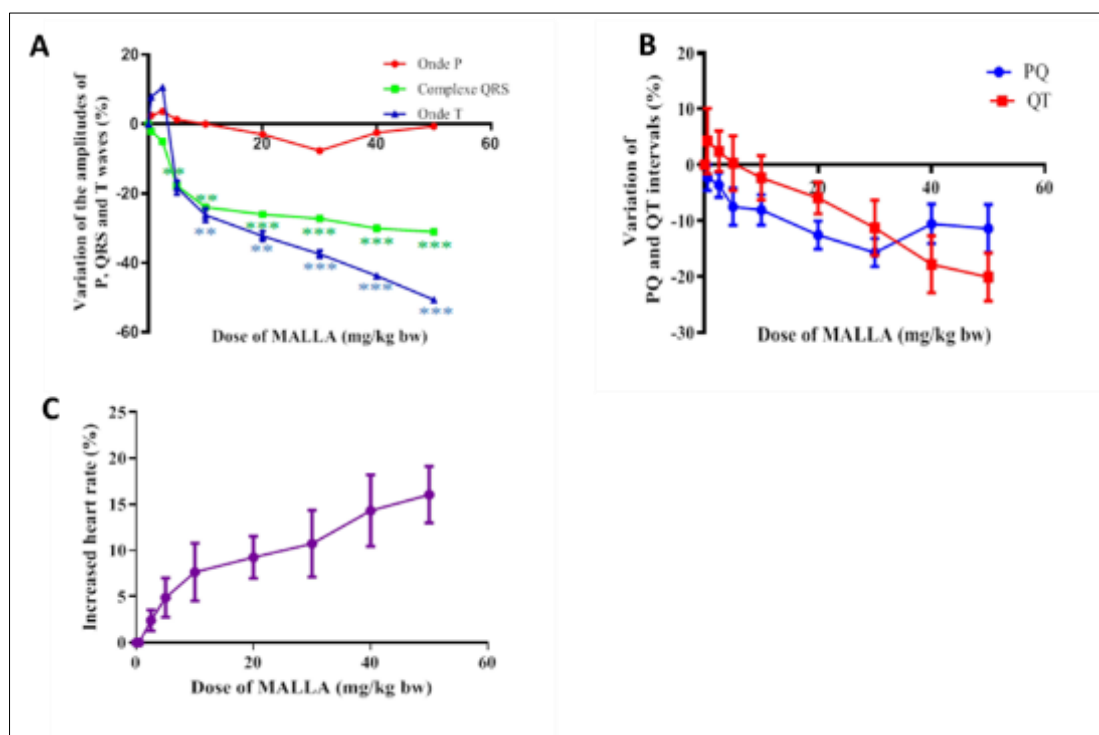 A
Variation of the amplitudes of
P, QRS and T waves (%)
20
0
-20
-40
-60
20
40
60
Onde P
Complexe QRS
Onde T
**
**
***
***
***
***
**
**
***
***
***
Dose of MALLA (mg/kg bw)
B
Variation of
PQ and QT intervals (%)
20
10
0
-10
-20
-30
20
40
60
PQ
QT
Dose of MALLA (mg/kg bw)
C
Increased heart rate (%)
25
20
15
10
5
0
0
20
40
60
Dose of MALLA (mg/kg bw)